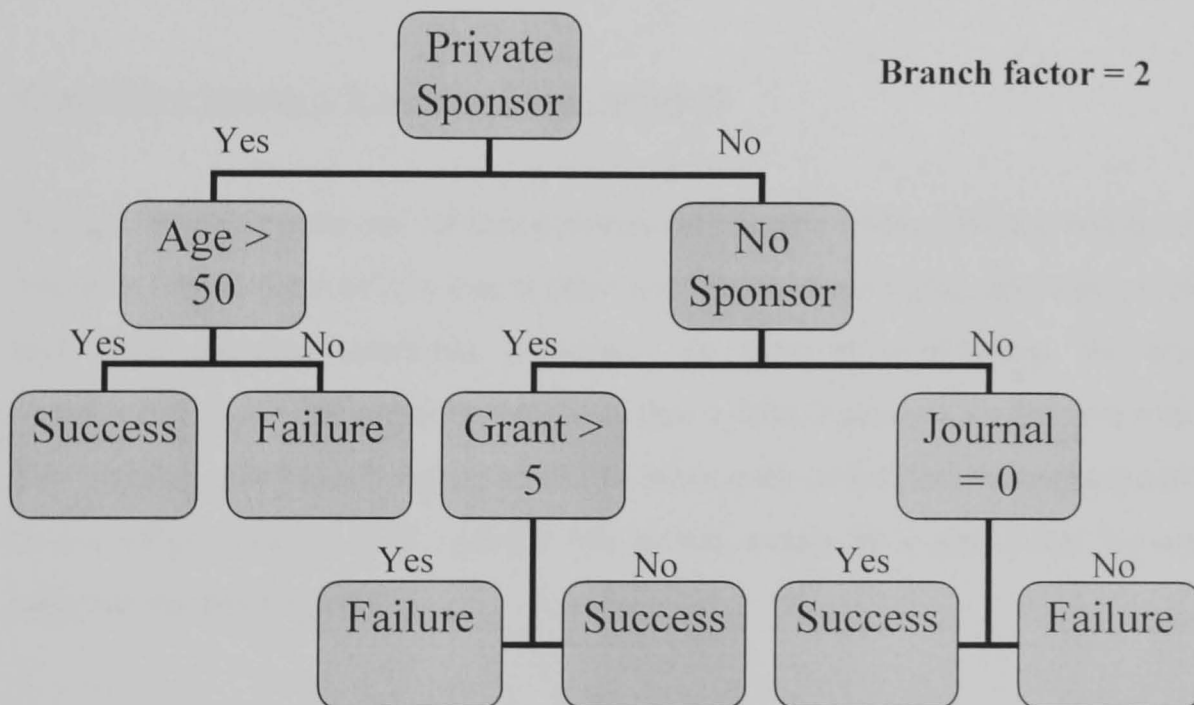 Private
Sponsor
Branch factor = 2
Yes
No
Age >
50
No
Sponsor
Yes
No
Yes
No
Success
Failure
Grant >
5
Journal
= 0
Yes
No
Yes
No
Failure
Success
Success
Failure